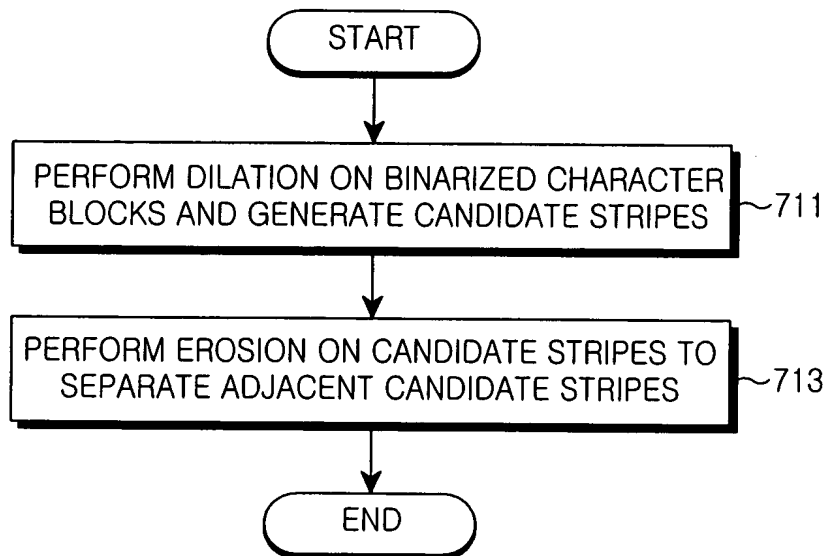 START
PERFORM DILATION ON BINARIZED CHARACTER
BLOCKS AND GENERATE CANDIDATE STRIPES
~711
PERFORM EROSION ON CANDIDATE STRIPES TO
SEPARATE ADJACENT CANDIDATE STRIPES
~713
END